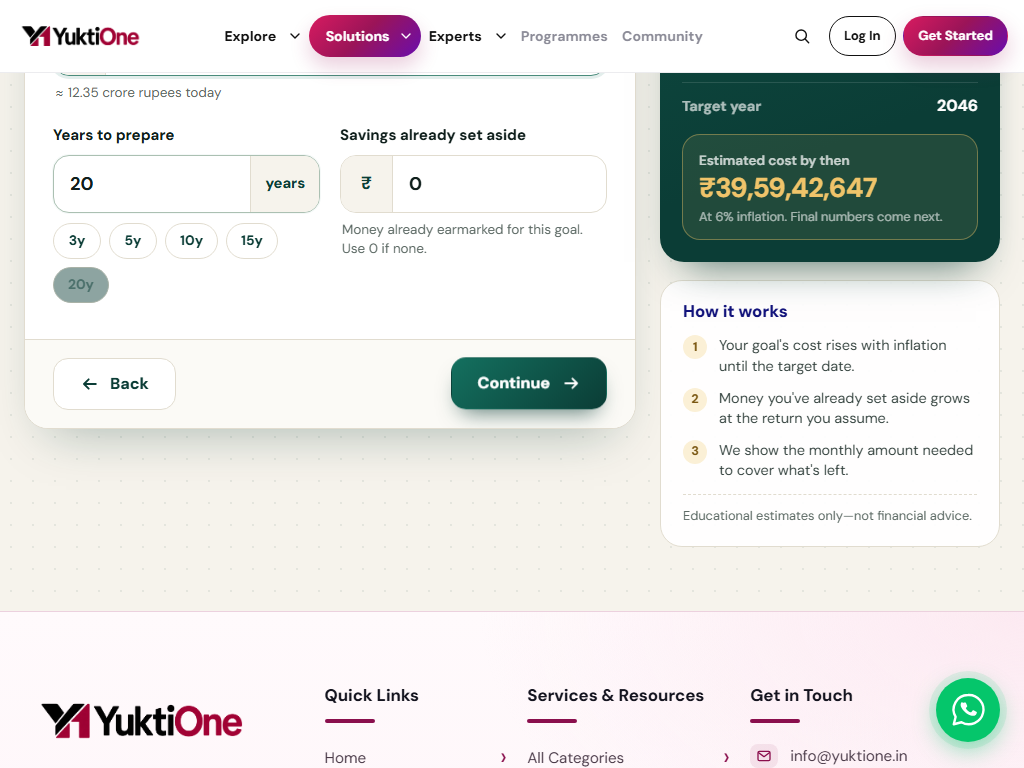 YuktiOne
Explore
Solutions
Experts
Programmes
Community
Log In
Get Started
≈ 12.35 crore rupees today
Years to prepare
20
years
3y
5y
10y
15y
20y
Savings already set aside
₹
0
Money already earmarked for this goal.
Use 0 if none.
Back
Continue
Target year
2046
Estimated cost by then
₹39,59,42,647
At 6% inflation. Final numbers come next.
How it works
1
Your goal's cost rises with inflation
until the target date.
2
Money you've already set aside grows
at the return you assume.
3
We show the monthly amount needed
to cover what's left.
Educational estimates only—not financial advice.
YuktiOne
Quick Links
Home
Services & Resources
All Categories
Get in Touch
info@yuktione.in